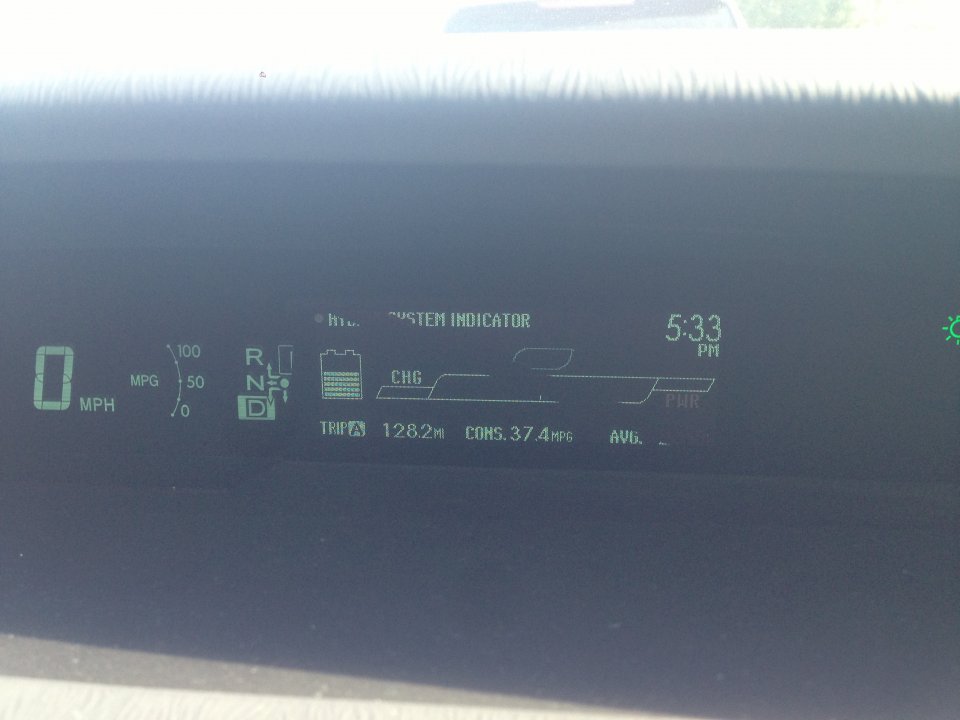 SYSTEM INDICATOR
5:33
PM
100
MPG 50
0
R
N
D
0 MPH
CHG
PWR
TRIP A 128.2 MI CONS. 37.4 MPG AVG.